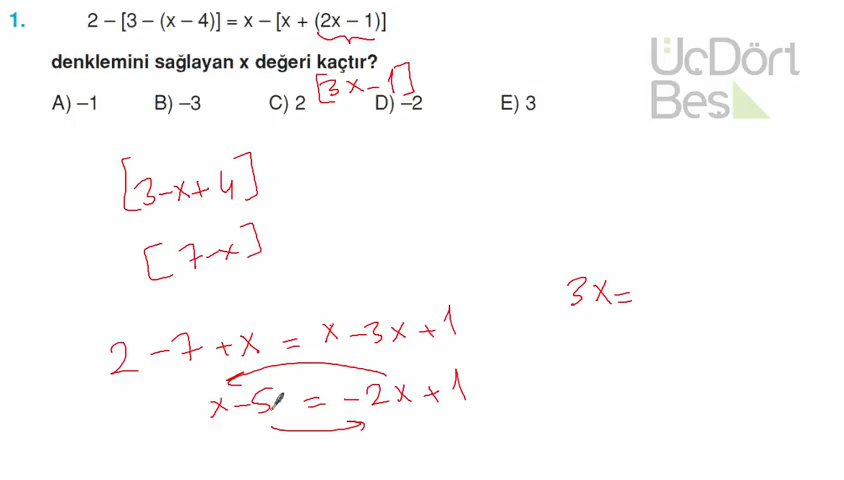 1. 2 – [3 – (x – 4)] = x – [x + (2x – 1)]
denklemini sağlayan x değeri kaçtır?
[3x – 1]
A) –1 B) –3 C) 2 D) –2 E) 3
ÜçDört
Beş
[3 – x + 4]
[7 – x]
3x =
2 – 7 + x = x – 3x + 1
x – 5 = – 2x + 1